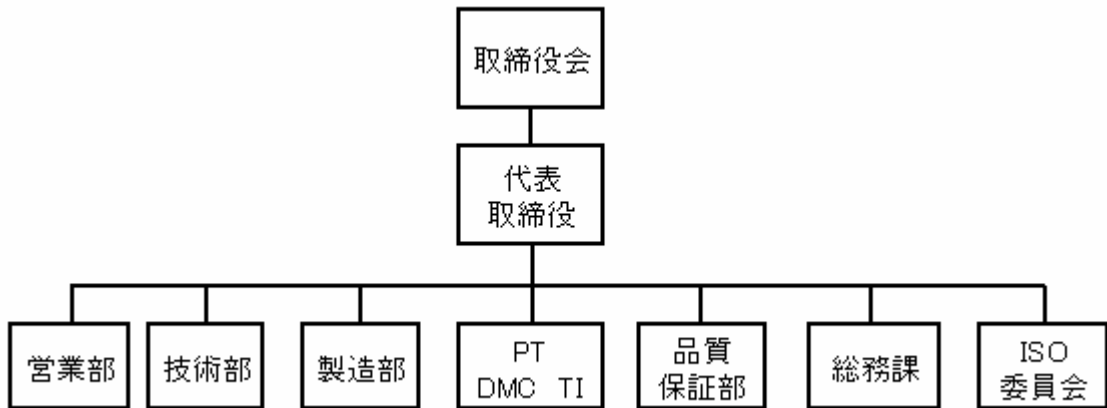 取締役会
代表
取締役
営業部
技術部
製造部
PT
DMC TI
品質
保証部
総務課
ISO
委員会